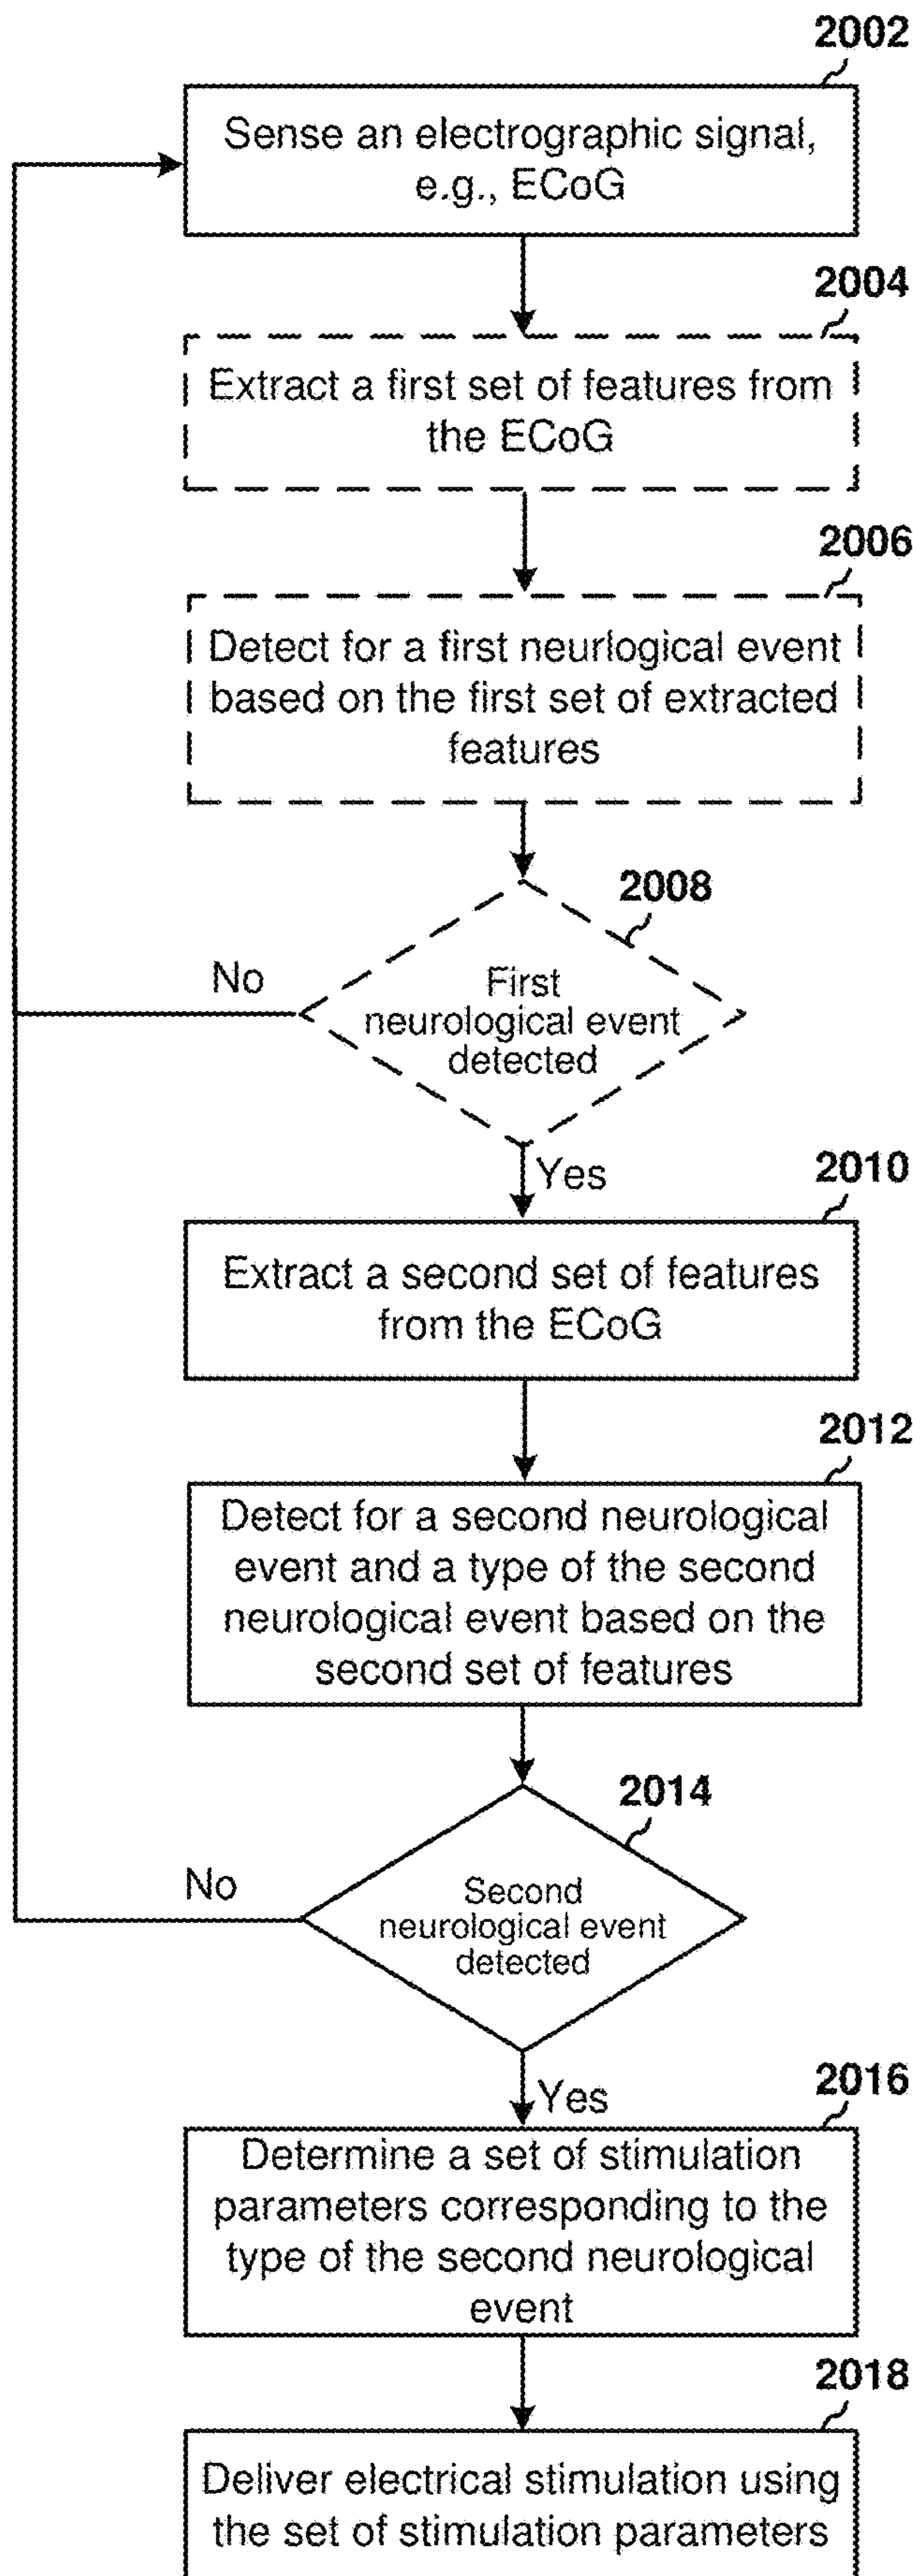 2002
Sense an electrographic signal,
e.g., ECoG
2004
Extract a first set of features from
the ECoG
2006
Detect for a first neurlogical event
based on the first set of extracted
features
2008
No
First
neurological event
detected
Yes
2010
Extract a second set of features
from the ECoG
2012
Detect for a second neurological
event and a type of the second
neurological event based on the
second set of features
2014
No
Second
neurological event
detected
Yes
2016
Determine a set of stimulation
parameters corresponding to the
type of the second neurological
event
2018
Deliver electrical stimulation using
the set of stimulation parameters